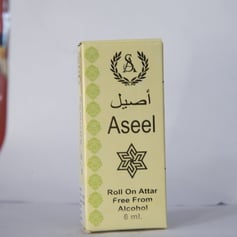 أصيل
Aseel
Roll On Attar
Free From
Alcohol
6 ml.